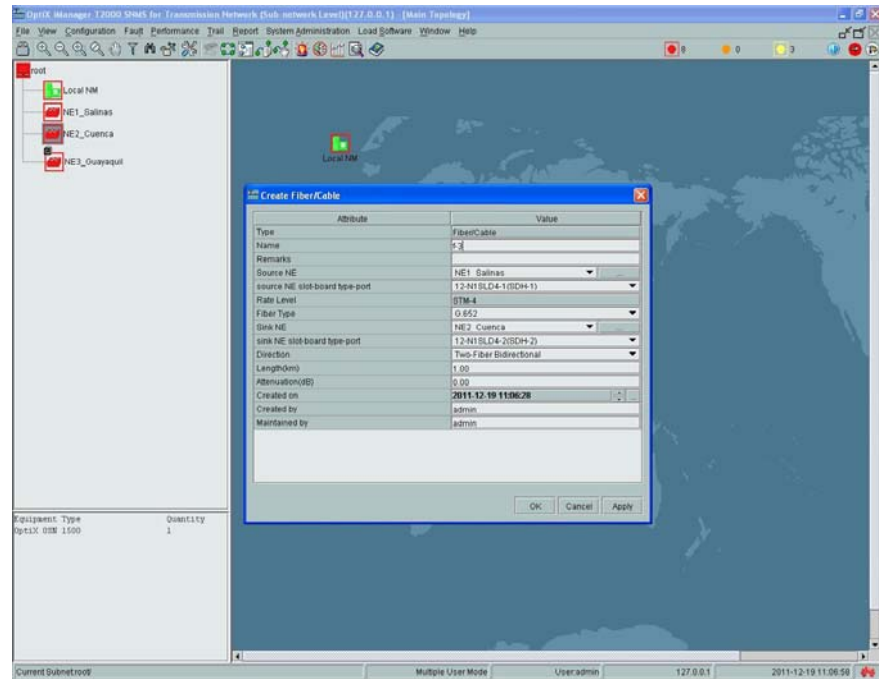 OptiX iManager T2000 SNMS for Transmission Network (Sub-network Level)(127.0.0.1) - [Main Topology]
File View Configuration Fault Performance Trail Report System Administration Load Software Window Help
0 0 3
root
Local NM
NE1_Salinas
NE2_Cuenca
NE3_Guayaquil
Local NM
Create Fiber/Cable
Attribute Value
Type Fiber/Cable
Name f-3
Remarks
Source NE NE1_Salinas ...
source NE slot-board type-port 12-N1SLD4-1(SDH-1)
Rate Level STM-4
Fiber Type G.652
Sink NE NE2_Cuenca ...
sink NE slot-board type-port 12-N1SLD4-2(SDH-2)
Direction Two-Fiber Bidirectional
Length(km) 1.00
Attenuation(dB) 0.00
Created on 2011-12-19 11:06:28 ...
Created by admin
Maintained by admin
OK Cancel Apply
Equipment Type Quantity
OptiX OSN 1500 1
Current Subnet:root/ Multiple User Mode User:admin 127.0.0.1 2011-12-19 11:06:50